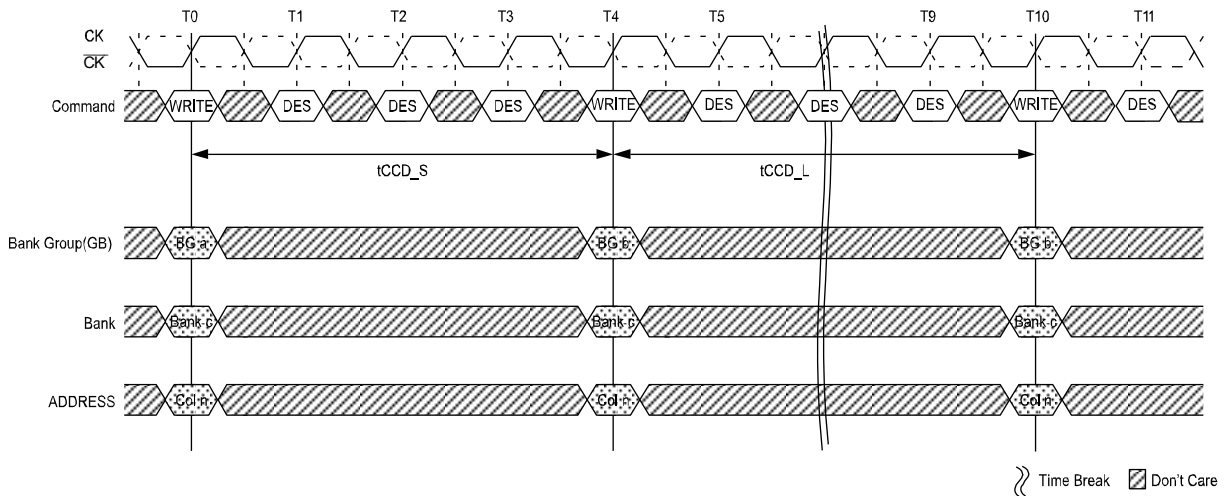 T0 T1 T2 T3 T4 T5 T9 T10 T11
CK
CK
Command WRITE DES DES DES WRITE DES DES DES WRITE DES
tCCD_S tCCD_L
Bank Group(GB) BG a BG b BG b
Bank Bank c Bank c Bank c
ADDRESS Col n Col n Col n
Time Break Don't Care